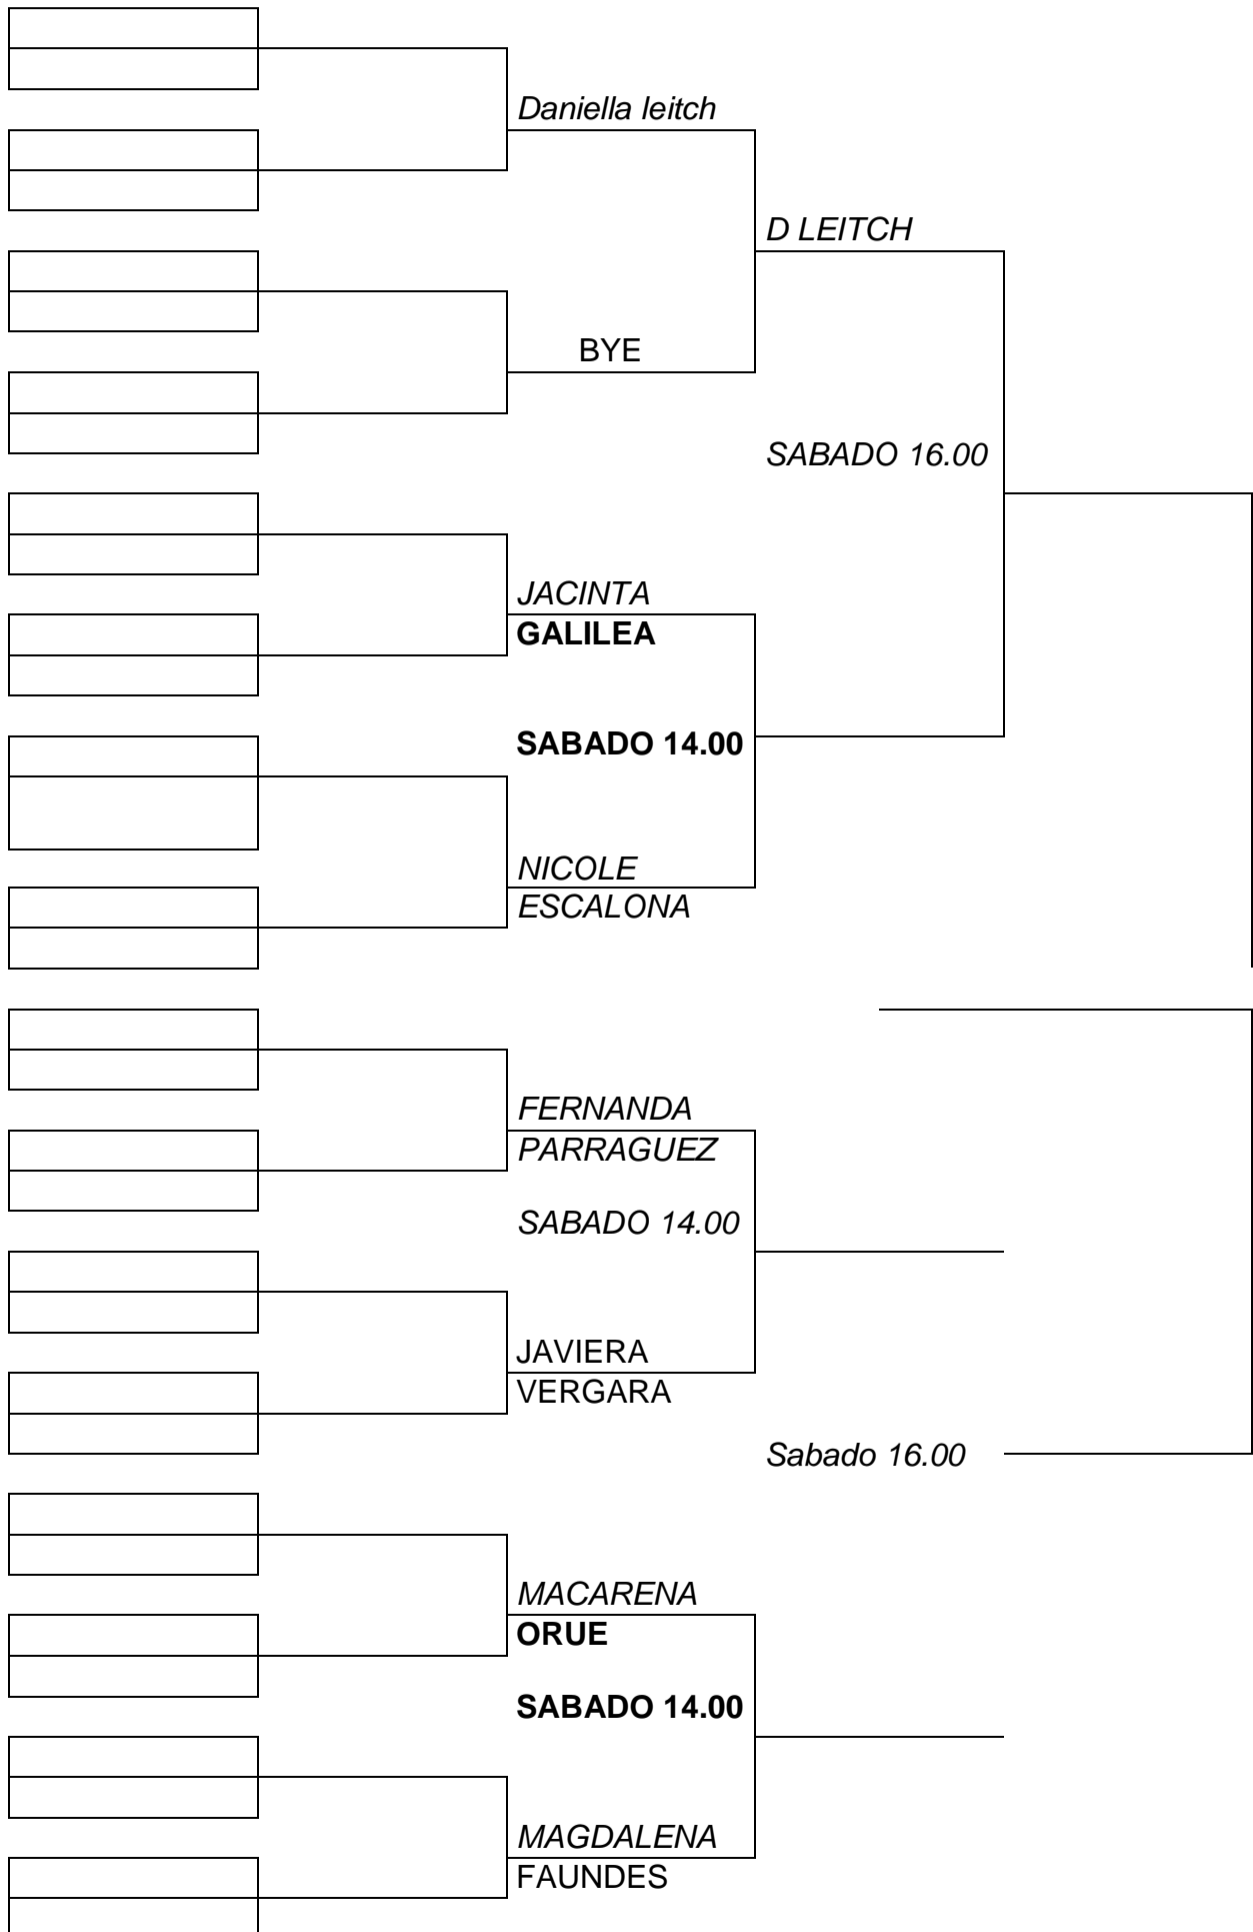 Daniella leitch
D LEITCH
BYE
SABADO 16.00
JACINTA
GALILEA
SABADO 14.00
NICOLE
ESCALONA
FERNANDA
PARRAGUEZ
SABADO 14.00
JAVIERA
VERGARA
Sabado 16.00
MACARENA
ORUE
SABADO 14.00
MAGDALENA
FAUNDES